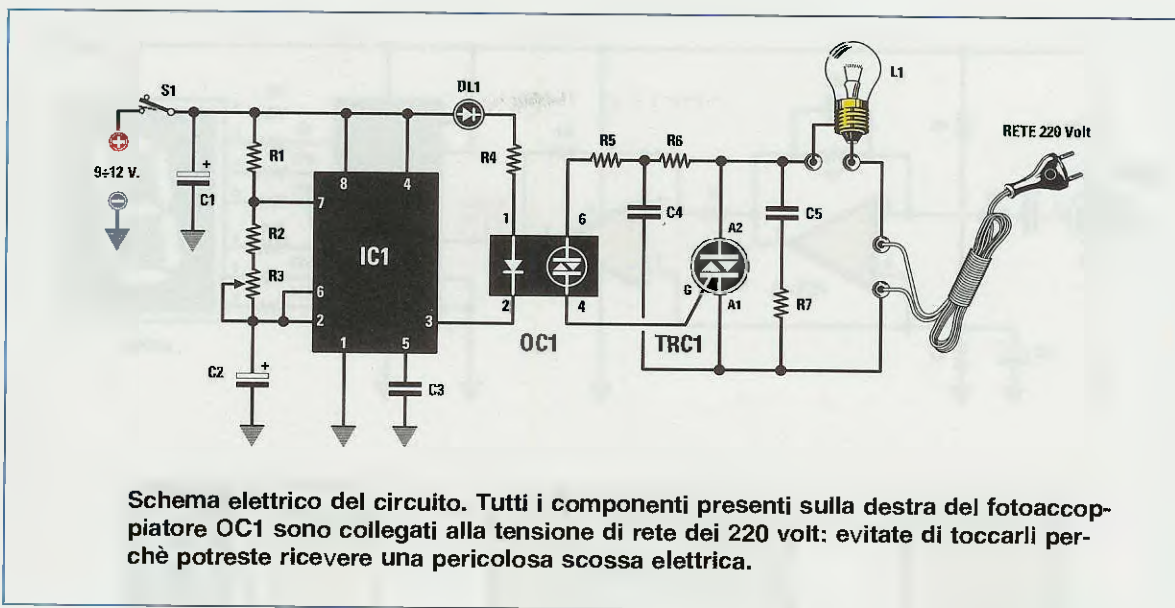 S1
DL1
L1
RETE 220 Volt
9÷12 V.
C1
+
R1
R2
R3
C2
+
8
4
7
6
2
3
1
5
IC1
C3
R4
1
2
6
4
OC1
R5
R6
C4
A2
G
A1
TRC1
C5
R7
Schema elettrico del circuito. Tutti i componenti presenti sulla destra del fotoaccop-
piatore OC1 sono collegati alla tensione di rete dei 220 volt: evitate di toccarli per-
chè potreste ricevere una pericolosa scossa elettrica.